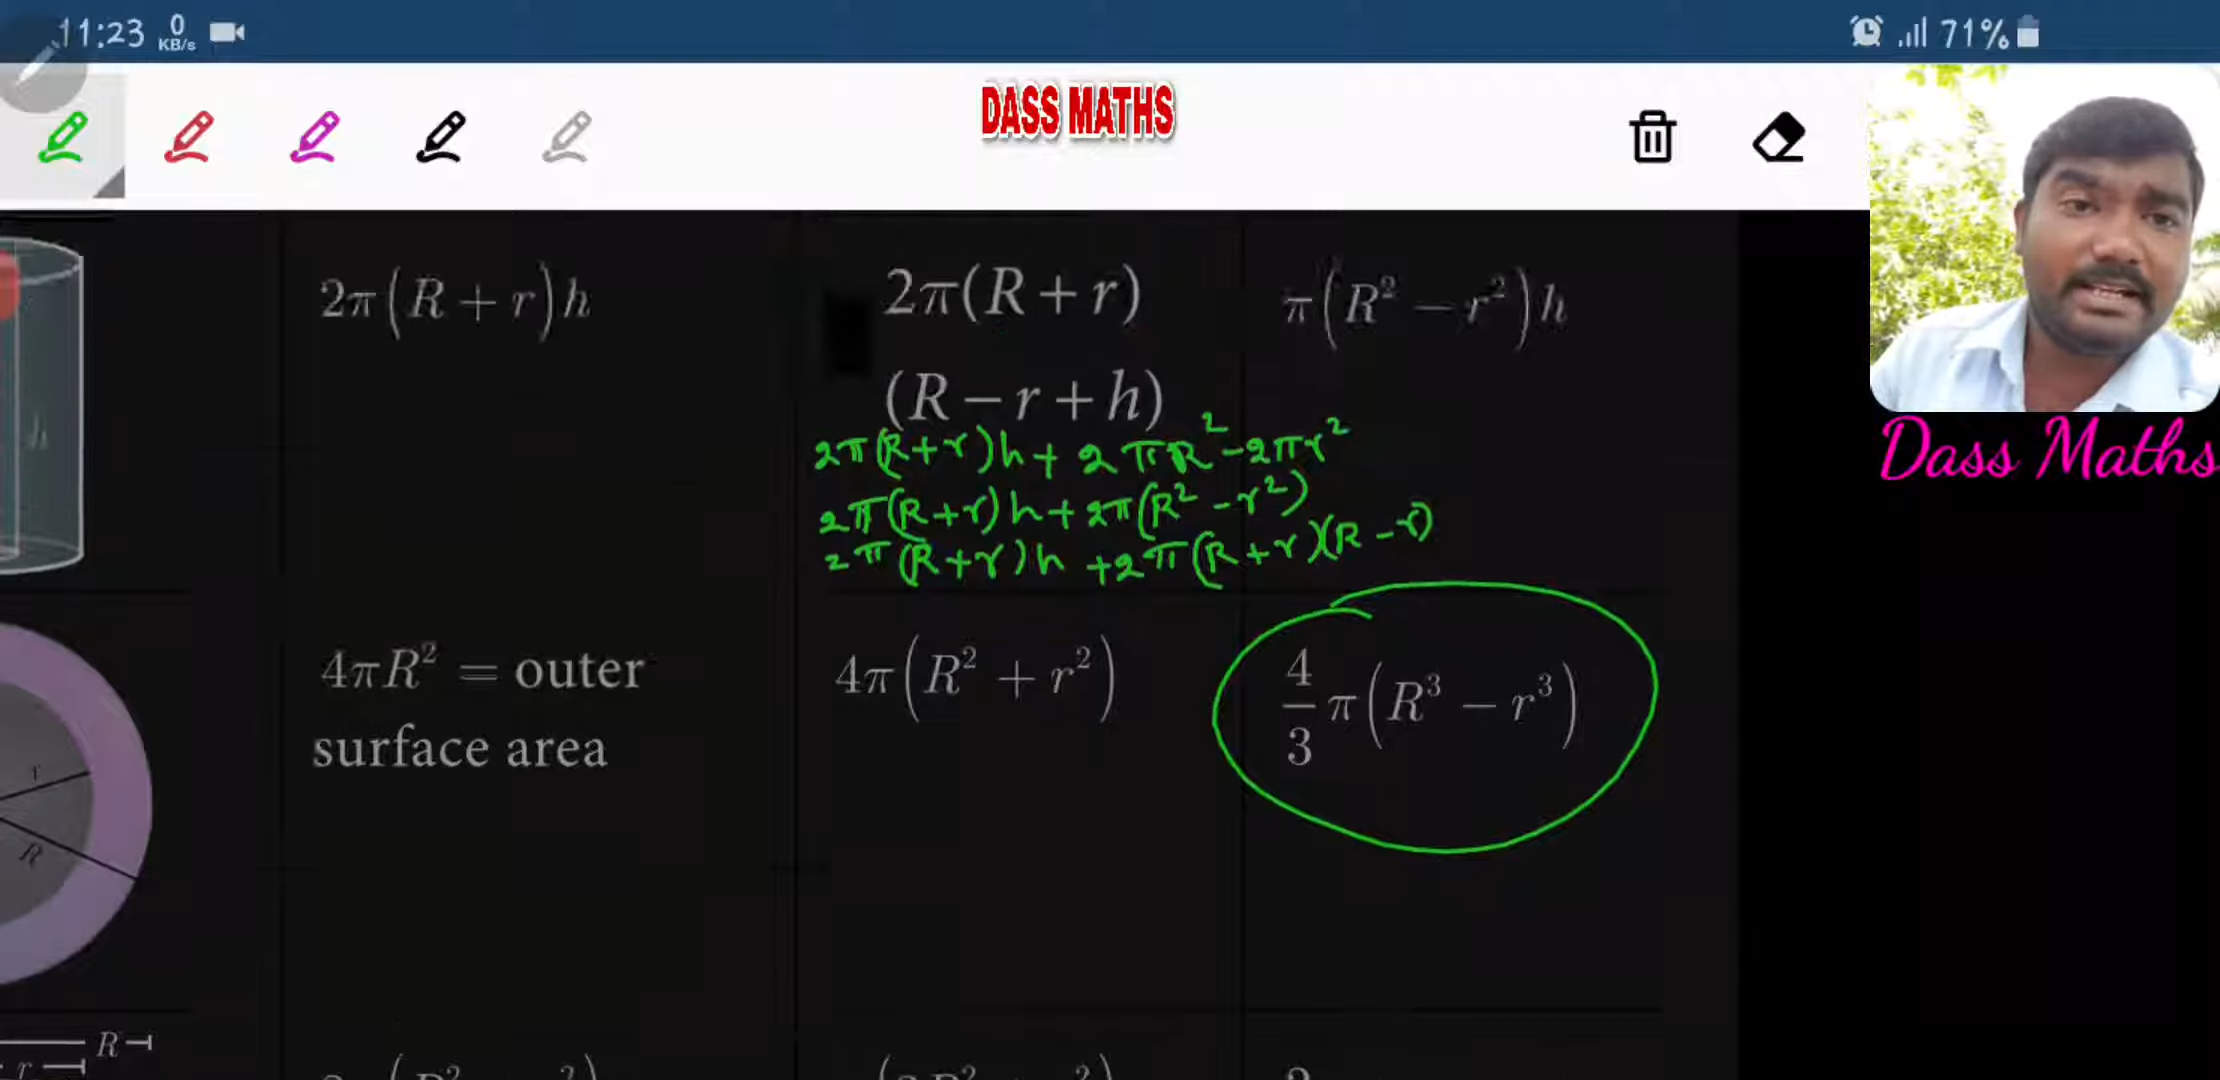 11:23 0 KB/s
71%
DASS MATHS
Dass Maths
2π(R + r)h
2π(R + r)
(R − r + h)
π(R² − r²)h
h
2π(R+r)h + 2πR² − 2πr²
2π(R+r)h + 2π(R² − r²)
2π(R+r)h + 2π(R+r)(R − r)
4πR² = outer
surface area
4π(R² + r²)
4/3 π(R³ − r³)
r
R
R
r